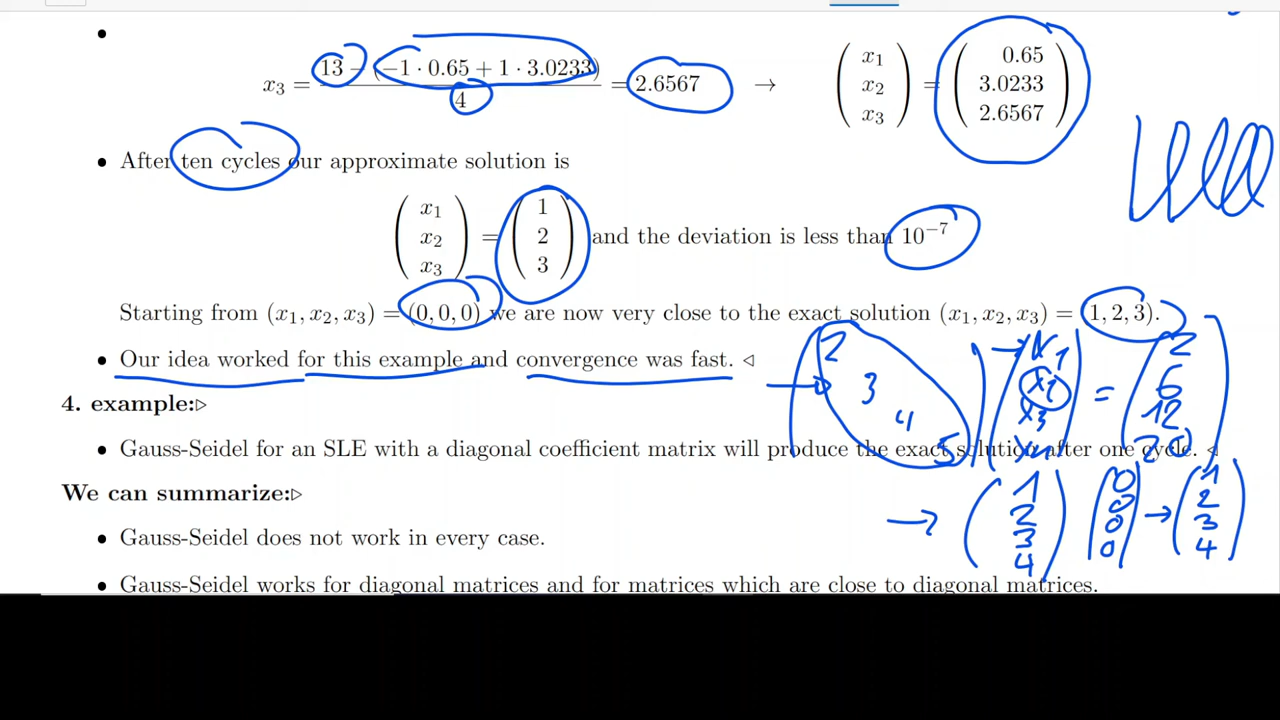 x₃ = (13 − (−1 · 0.65 + 1 · 3.0233)) / 4 = 2.6567 → (x₁ x₂ x₃) = (0.65 3.0233 2.6567)
• After ten cycles our approximate solution is
(x₁ x₂ x₃) = (1 2 3) and the deviation is less than 10⁻⁷
Starting from (x₁, x₂, x₃) = (0, 0, 0) we are now very close to the exact solution (x₁, x₂, x₃) = 1, 2, 3).
• Our idea worked for this example and convergence was fast. ◁
(2 3 4 5) (x₁ x₂ x₃ x₄) = (2 6 12 20)
4. example:▷
• Gauss-Seidel for an SLE with a diagonal coefficient matrix will produce the exact solution after one cycle. ◁
→ (1 2 3 4) (0 0 0 0) → (1 2 3 4)
We can summarize:▷
• Gauss-Seidel does not work in every case.
• Gauss-Seidel works for diagonal matrices and for matrices which are close to diagonal matrices.